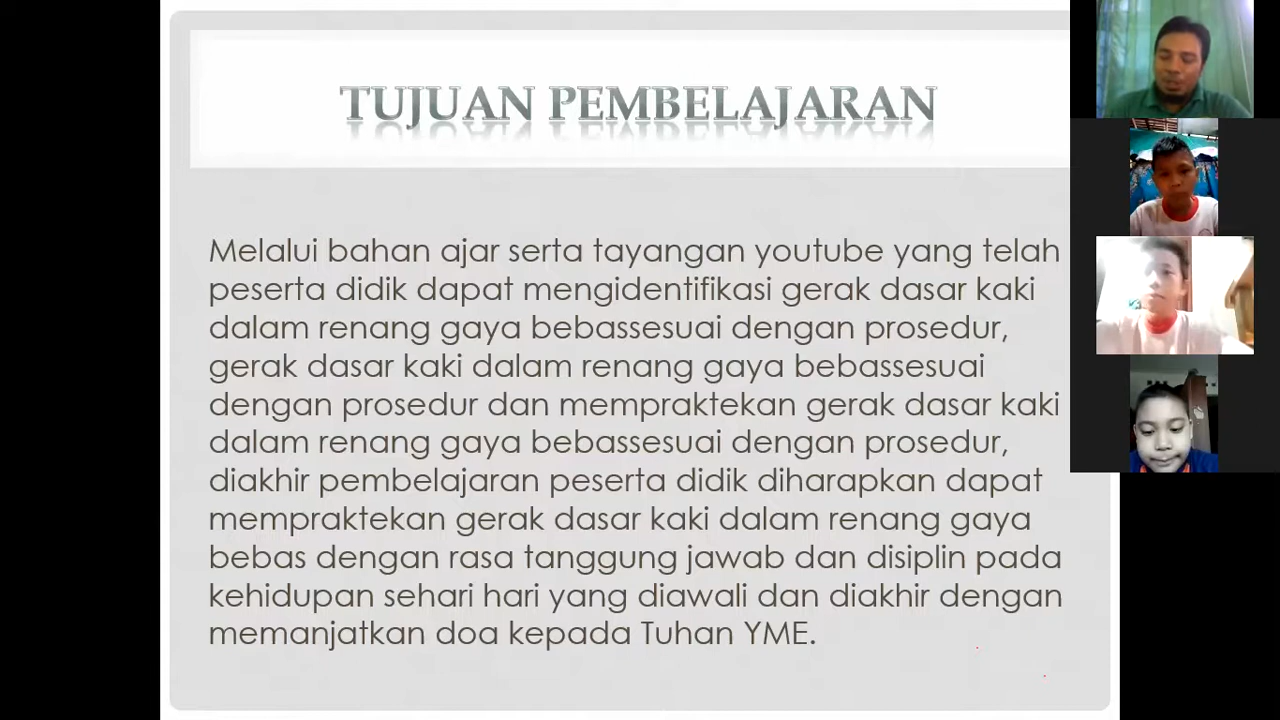 TUJUAN PEMBELAJARAN
Melalui bahan ajar serta tayangan youtube yang telah
peserta didik dapat mengidentifikasi gerak dasar kaki
dalam renang gaya bebassesuai dengan prosedur,
gerak dasar kaki dalam renang gaya bebassesuai
dengan prosedur dan mempraktekan gerak dasar kaki
dalam renang gaya bebassesuai dengan prosedur,
diakhir pembelajaran peserta didik diharapkan dapat
mempraktekan gerak dasar kaki dalam renang gaya
bebas dengan rasa tanggung jawab dan disiplin pada
kehidupan sehari hari yang diawali dan diakhir dengan
memanjatkan doa kepada Tuhan YME.